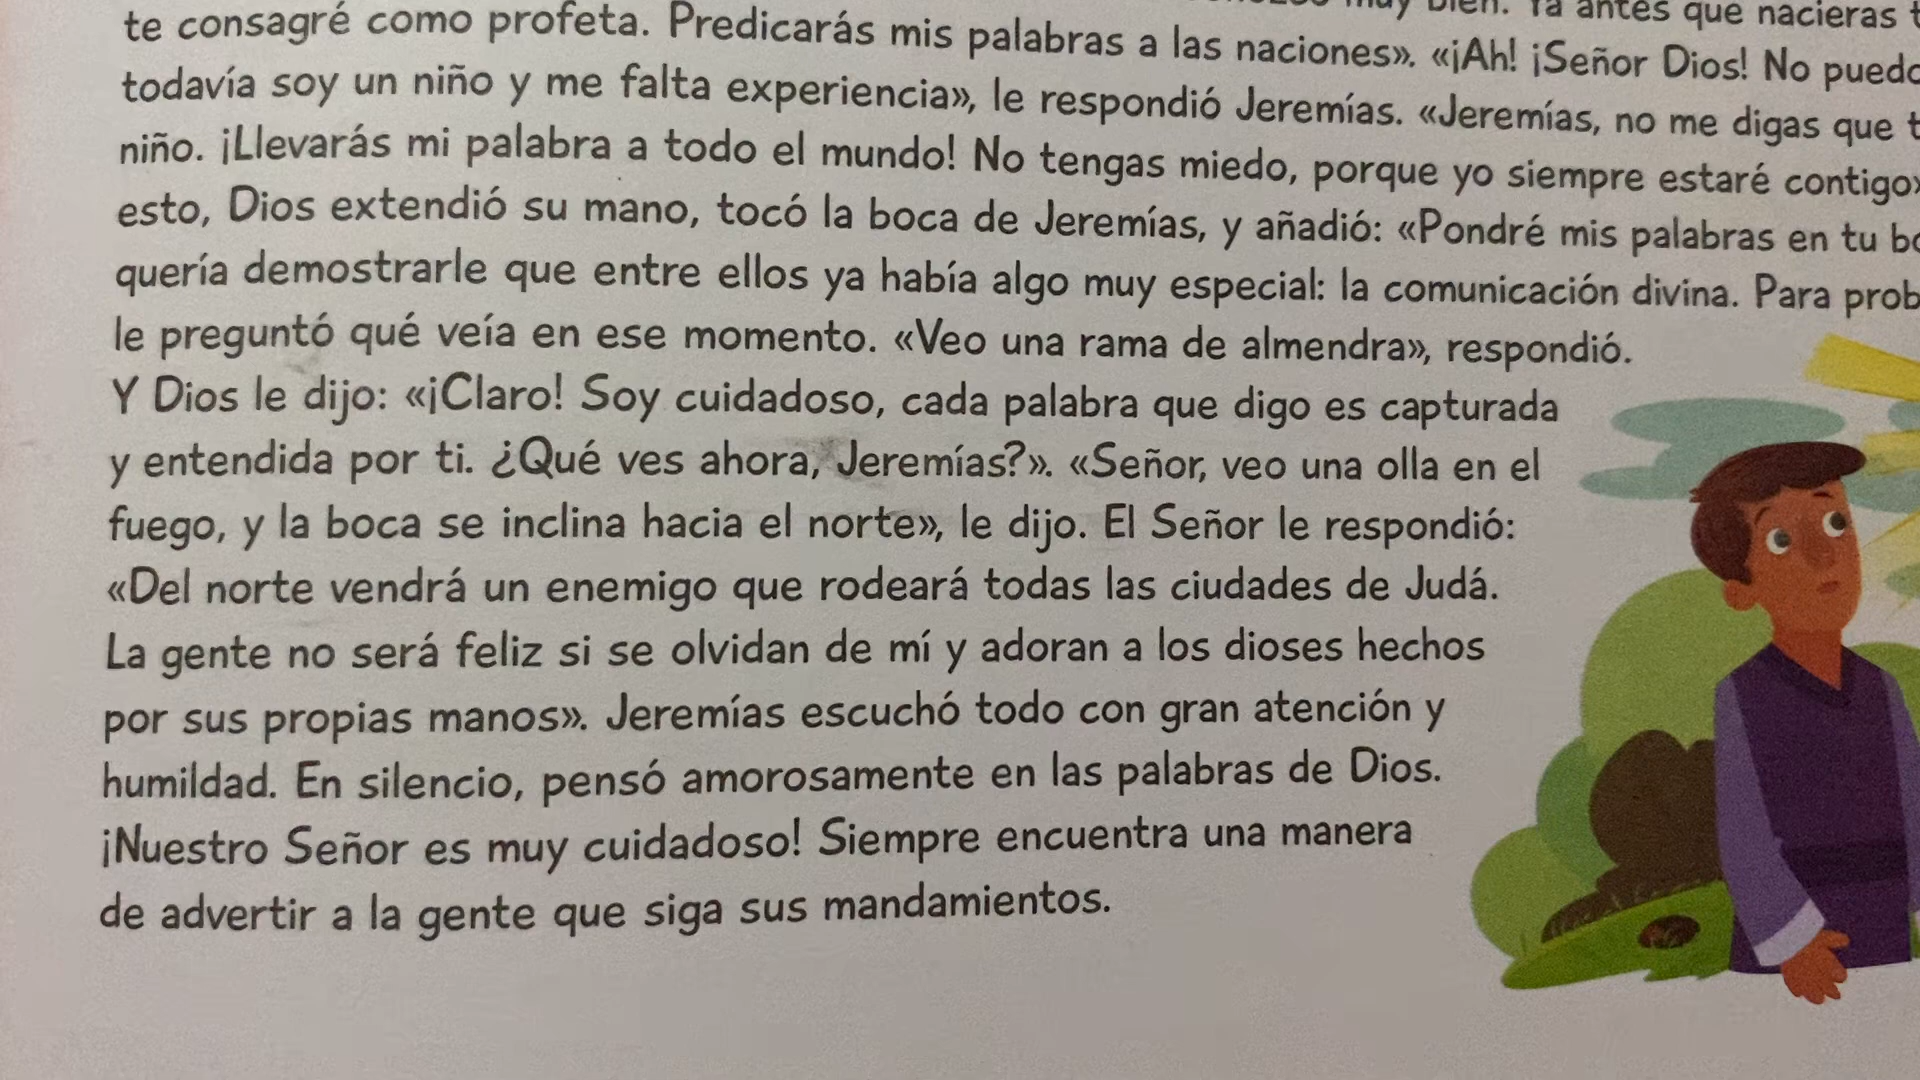 muy bien. Ya antes que nacieras
te consagré como profeta. Predicarás mis palabras a las naciones». «¡Ah! ¡Señor Dios! No puedo
todavía soy un niño y me falta experiencia», le respondió Jeremías. «Jeremías, no me digas que
niño. ¡Llevarás mi palabra a todo el mundo! No tengas miedo, porque yo siempre estaré contigo»
esto, Dios extendió su mano, tocó la boca de Jeremías, y añadió: «Pondré mis palabras en tu
quería demostrarle que entre ellos ya había algo muy especial: la comunicación divina. Para
le preguntó qué veía en ese momento. «Veo una rama de almendra», respondió.
Y Dios le dijo: «¡Claro! Soy cuidadoso, cada palabra que digo es capturada
y entendida por ti. ¿Qué ves ahora, Jeremías?». «Señor, veo una olla en el
fuego, y la boca se inclina hacia el norte», le dijo. El Señor le respondió:
«Del norte vendrá un enemigo que rodeará todas las ciudades de Judá.
La gente no será feliz si se olvidan de mí y adoran a los dioses hechos
por sus propias manos». Jeremías escuchó todo con gran atención y
humildad. En silencio, pensó amorosamente en las palabras de Dios.
¡Nuestro Señor es muy cuidadoso! Siempre encuentra una manera
de advertir a la gente que siga sus mandamientos.